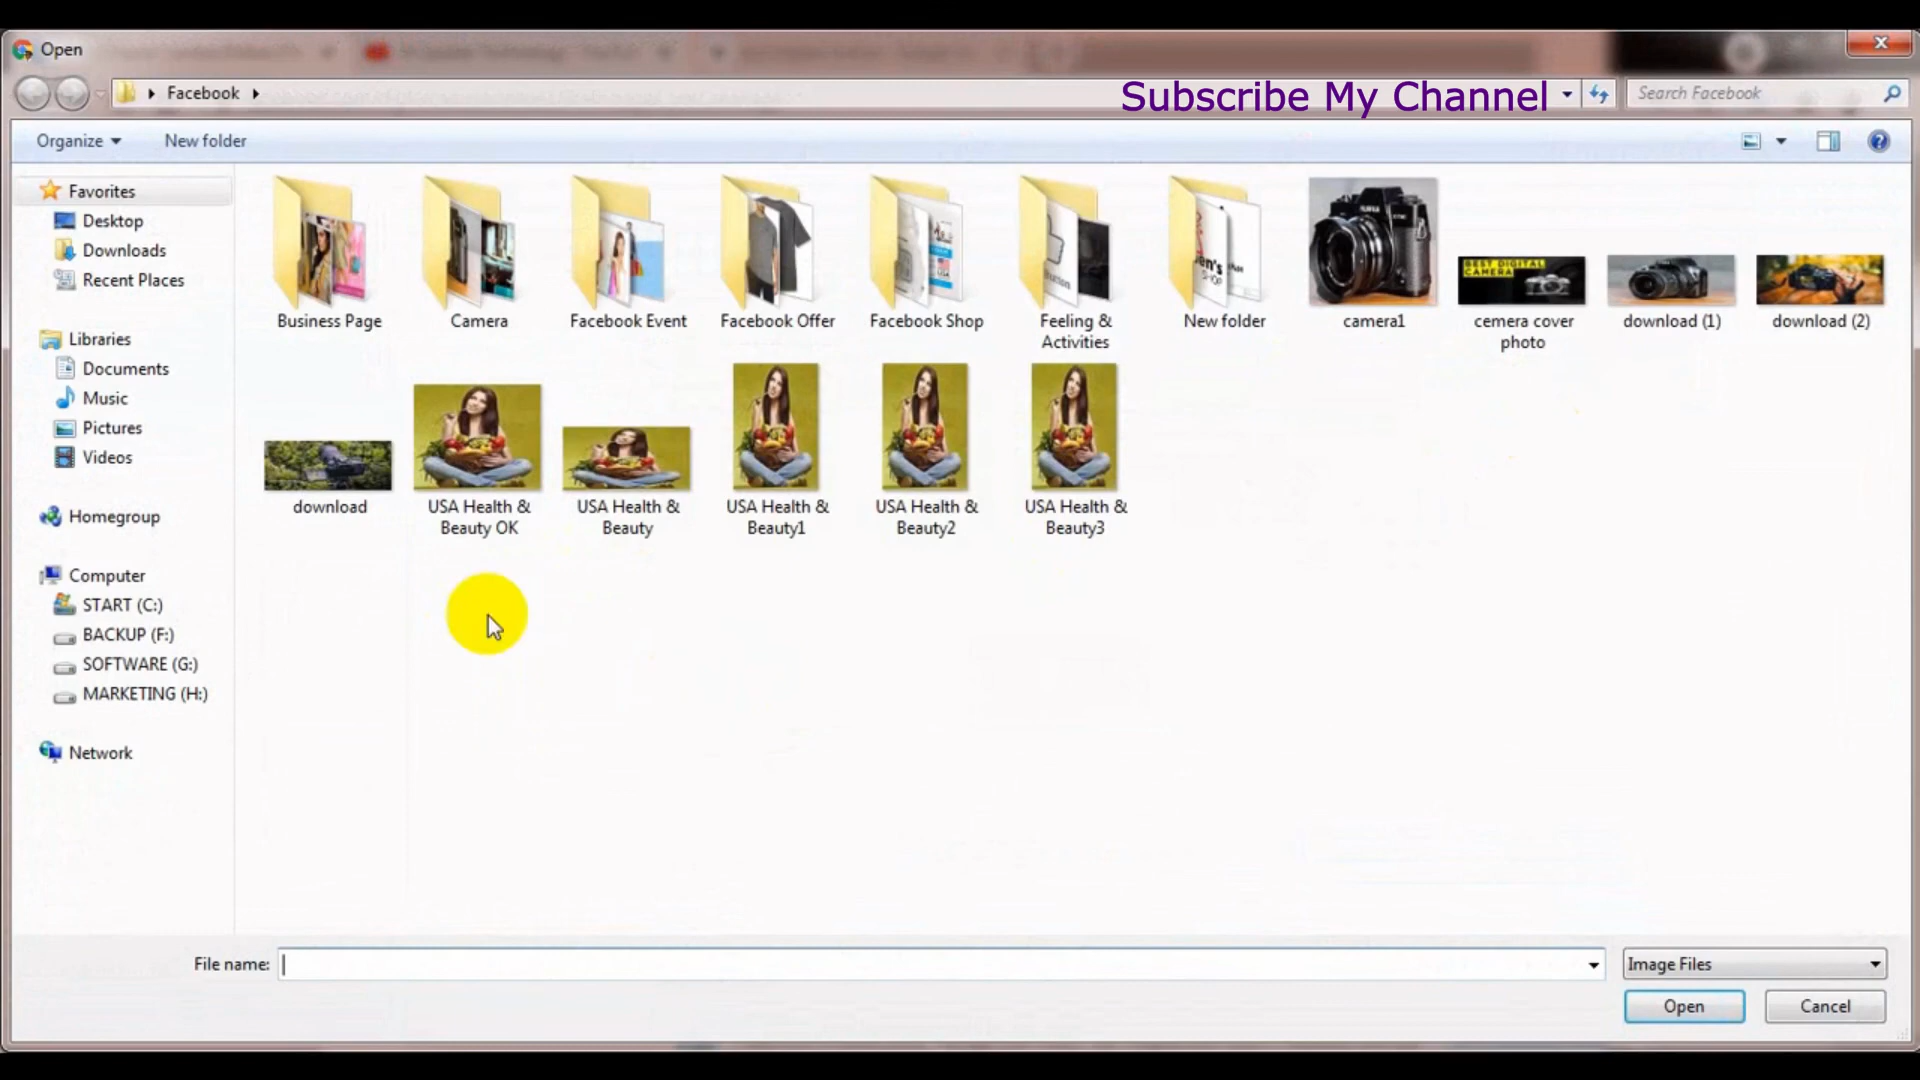 Open
Facebook
Subscribe My Channel
Search Facebook
Organize
New folder
Favorites
Desktop
Downloads
Recent Places
Libraries
Documents
Music
Pictures
Videos
Homegroup
Computer
START (C:)
BACKUP (F:)
SOFTWARE (G:)
MARKETING (H:)
Network
Business Page
Camera
Facebook Event
Facebook Offer
Facebook Shop
Feeling &
Activities
New folder
camera1
cemera cover
photo
download (1)
download (2)
BEST DIGITAL
CAMERA
download
USA Health &
Beauty OK
USA Health &
Beauty
USA Health &
Beauty1
USA Health &
Beauty2
USA Health &
Beauty3
File name:
Image Files
Open
Cancel